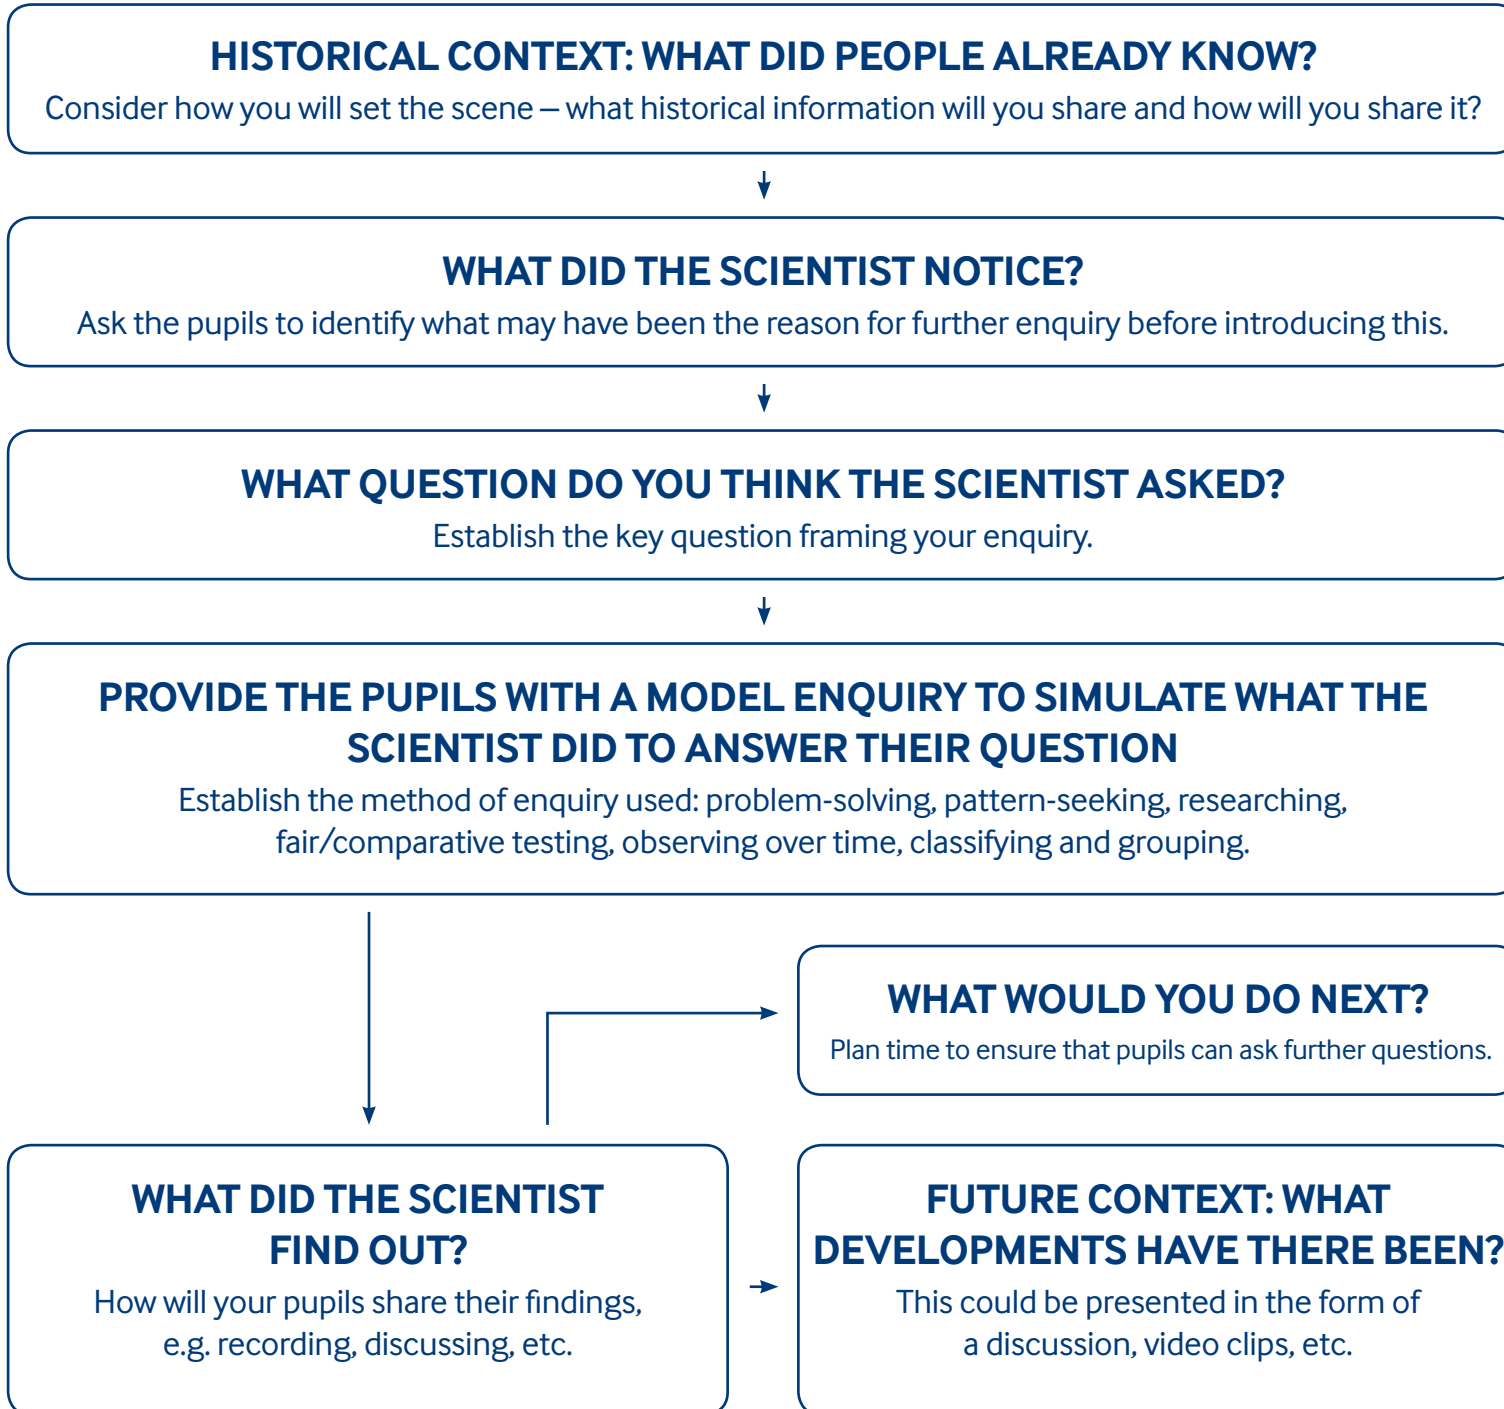 HISTORICAL CONTEXT: WHAT DID PEOPLE ALREADY KNOW?
Consider how you will set the scene – what historical information will you share and how will you share it?
WHAT DID THE SCIENTIST NOTICE?
Ask the pupils to identify what may have been the reason for further enquiry before introducing this.
WHAT QUESTION DO YOU THINK THE SCIENTIST ASKED?
Establish the key question framing your enquiry.
PROVIDE THE PUPILS WITH A MODEL ENQUIRY TO SIMULATE WHAT THE
SCIENTIST DID TO ANSWER THEIR QUESTION
Establish the method of enquiry used: problem-solving, pattern-seeking, researching,
fair/comparative testing, observing over time, classifying and grouping.
WHAT WOULD YOU DO NEXT?
Plan time to ensure that pupils can ask further questions.
WHAT DID THE SCIENTIST
FIND OUT?
How will your pupils share their findings,
e.g. recording, discussing, etc.
FUTURE CONTEXT: WHAT
DEVELOPMENTS HAVE THERE BEEN?
This could be presented in the form of
a discussion, video clips, etc.